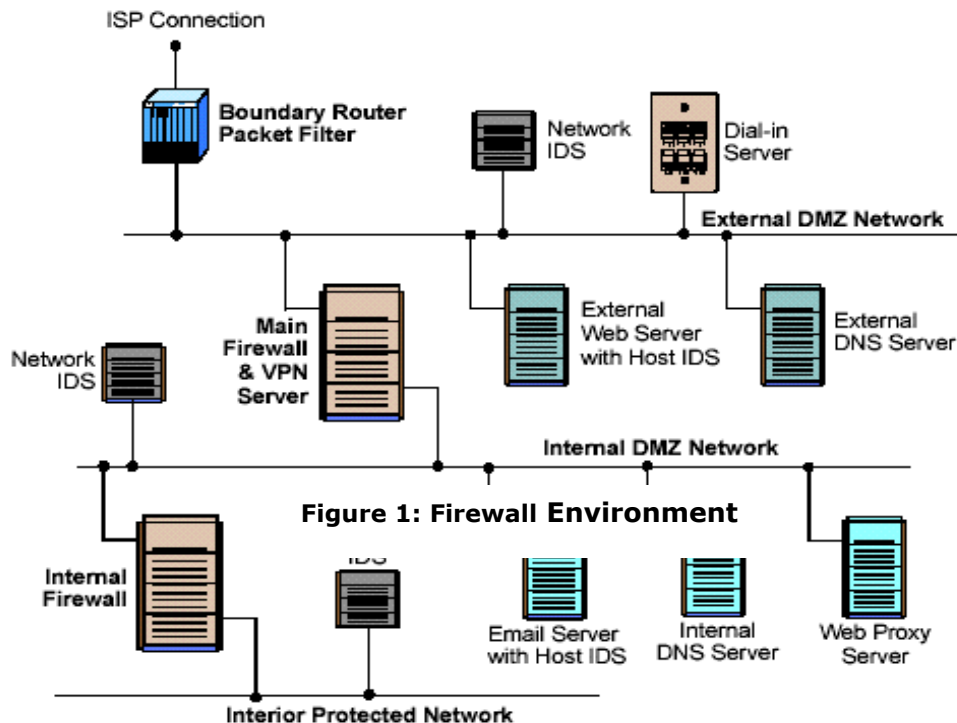 ISP Connection
Boundary Router
Packet Filter
Network
IDS
Dial-in
Server
External DMZ Network
Main
Firewall
& VPN
Server
External
Web Server
with Host IDS
External
DNS Server
Network
IDS
Internal DMZ Network
Figure 1: Firewall Environment
Internal
Firewall
IDS
Email Server
with Host IDS
Internal
DNS Server
Web Proxy
Server
Interior Protected Network